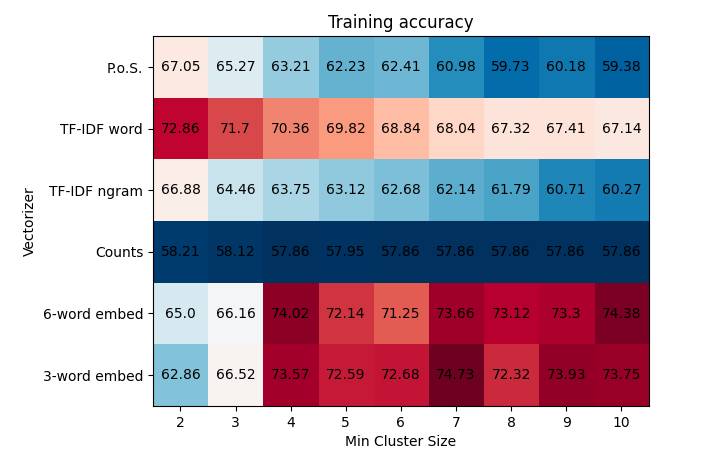 Training accuracy
P.o.S. 67.05 65.27 63.21 62.23 62.41 60.98 59.73 60.18 59.38
TF-IDF word 72.86 71.7 70.36 69.82 68.84 68.04 67.32 67.41 67.14
TF-IDF ngram 66.88 64.46 63.75 63.12 62.68 62.14 61.79 60.71 60.27
Counts 58.21 58.12 57.86 57.95 57.86 57.86 57.86 57.86 57.86
6-word embed 65.0 66.16 74.02 72.14 71.25 73.66 73.12 73.3 74.38
3-word embed 62.86 66.52 73.57 72.59 72.68 74.73 72.32 73.93 73.75
2 3 4 5 6 7 8 9 10
Min Cluster Size
Vectorizer